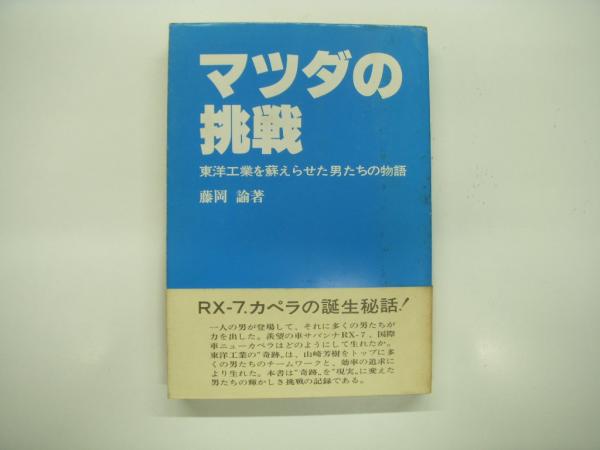 マツダの
挑戦
東洋工業を蘇えらせた男たちの物語
藤岡 諭著
RX-7.カペラの誕生秘話!
一人の男が登場して、それに多くの男たちが
力を出した。羨望の車サバンナRX-7、国際
車ニューカペラはどのようにして生れたか。
東洋工業の"奇跡"は、山崎芳樹をトップに多
くの男たちのチームワークと、効率の追求に
より生れた。本書は"奇跡"を"現実"に変えた
男たちの輝かしき挑戦の記録である。